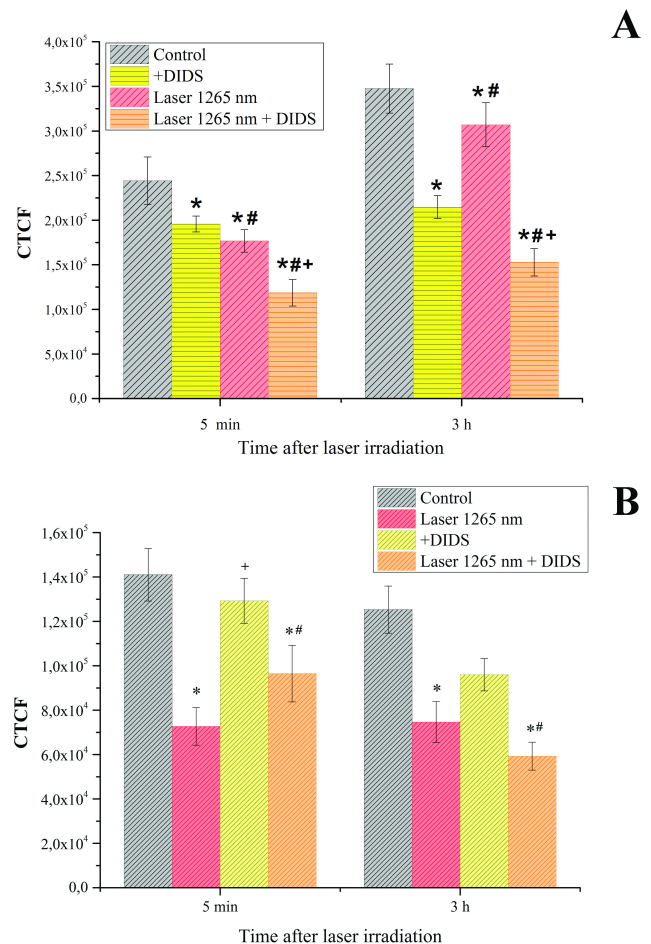 A
4,0x10⁵
3,5x10⁵
3,0x10⁵
2,5x10⁵
2,0x10⁵
1,5x10⁵
1,0x10⁵
5,0x10⁴
0,0
CTCF
Control
+DIDS
Laser 1265 nm
Laser 1265 nm + DIDS
*
*#
*#+
*
*#
*#+
5 min
3 h
Time after laser irradiation
B
1,6x10⁵
1,4x10⁵
1,2x10⁵
1,0x10⁵
8,0x10⁴
6,0x10⁴
4,0x10⁴
2,0x10⁴
0,0
CTCF
Control
Laser 1265 nm
+DIDS
Laser 1265 nm + DIDS
*
+
*#
*
*#
5 min
3 h
Time after laser irradiation